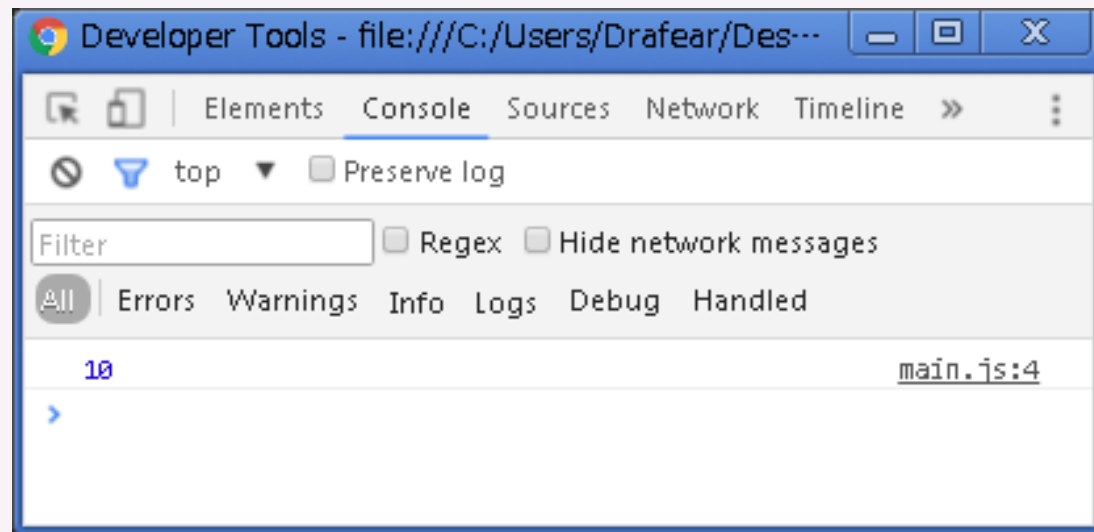 Developer Tools - file:///C:/Users/Drafear/Des…
Elements Console Sources Network Timeline »
top ▼ Preserve log
Filter Regex Hide network messages
All Errors Warnings Info Logs Debug Handled
10 main.js:4
>